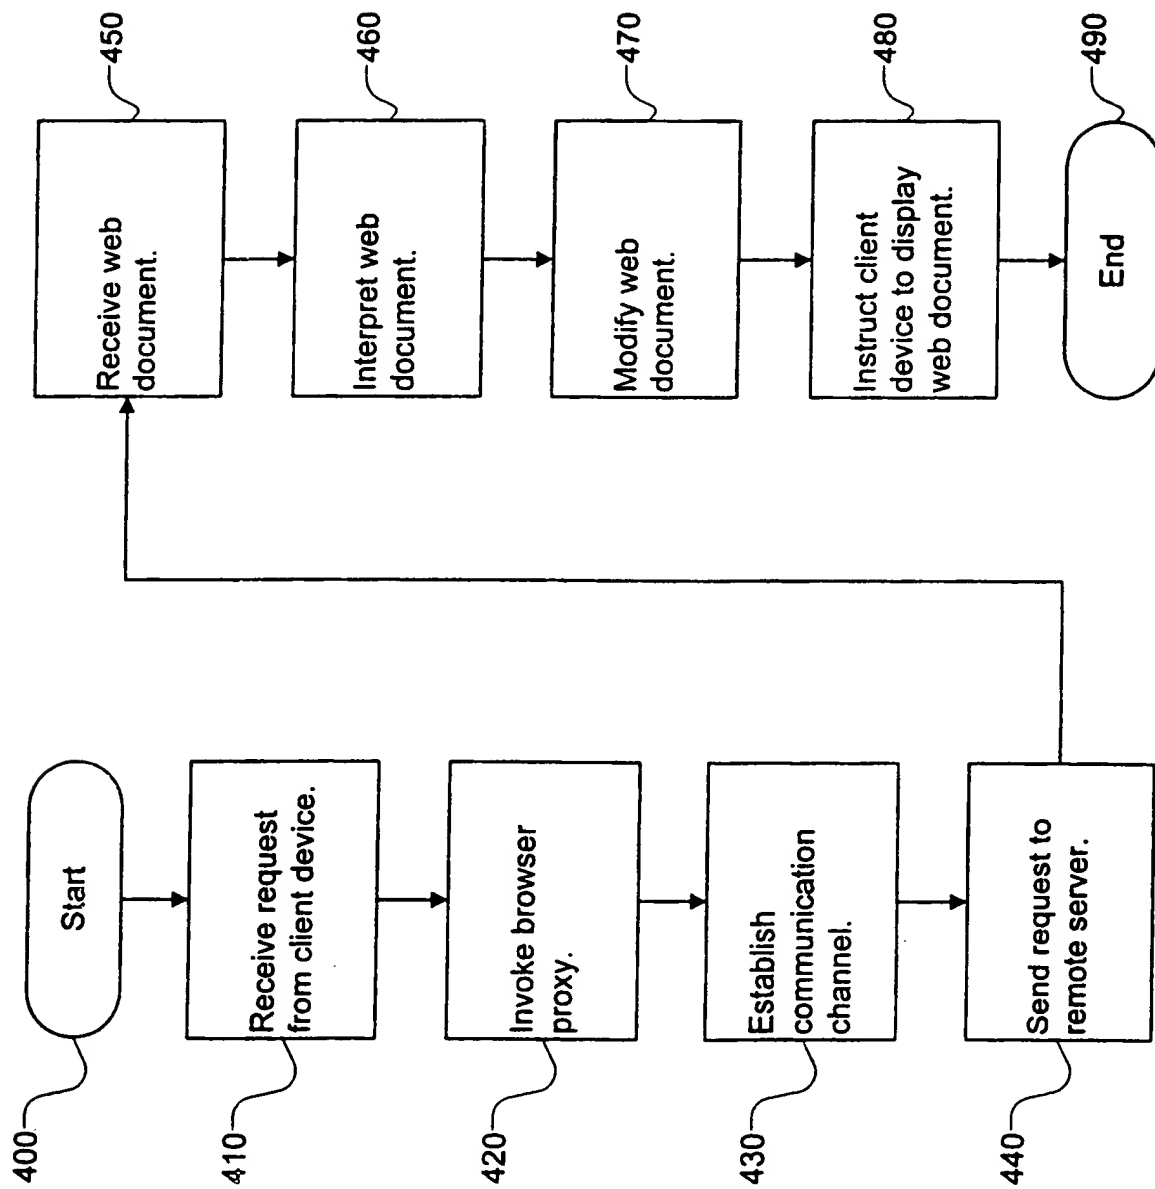 400
Start
410
Receive request
from client device.
420
Invoke browser
proxy.
430
Establish
communication
channel.
440
Send request to
remote server.
450
Receive web
document.
460
Interpret web
document.
470
Modify web
document.
480
Instruct client
device to display
web document.
490
End